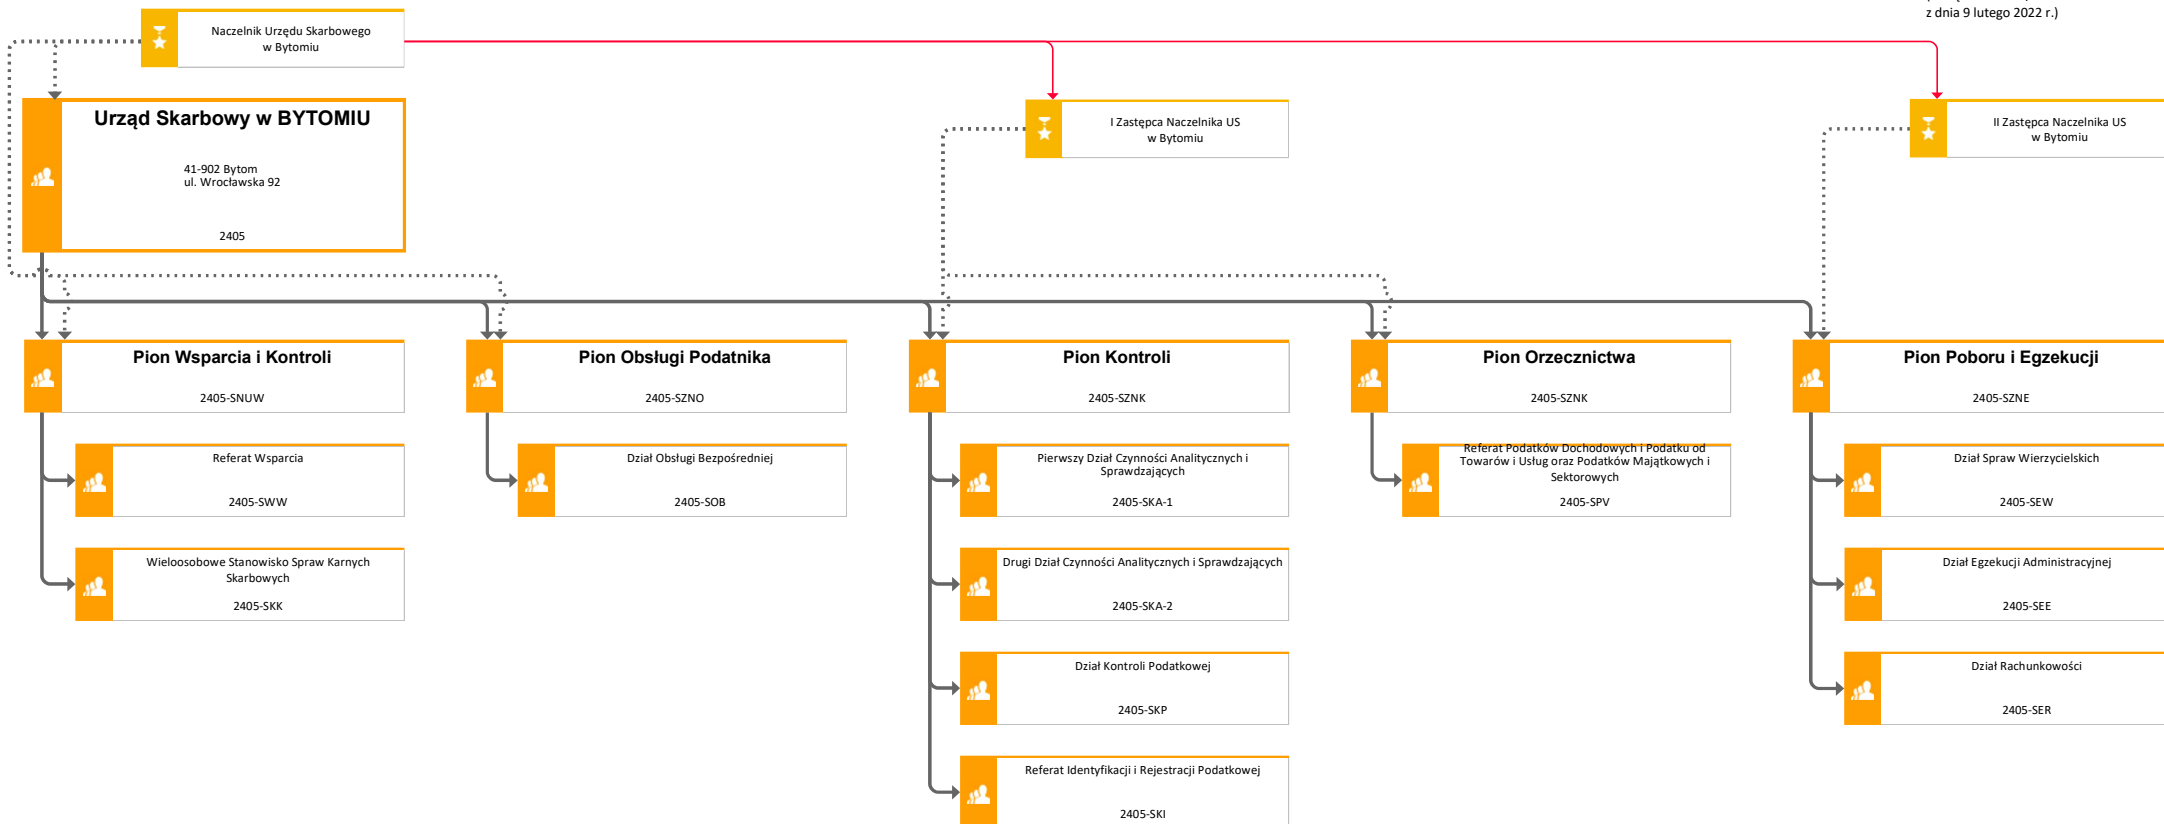 z dnia 9 lutego 2022 r.)
Naczelnik Urzędu Skarbowego
w Bytomiu
Urząd Skarbowy w BYTOMIU
41-902 Bytom
ul. Wrocławska 92
2405
I Zastępca Naczelnika US
w Bytomiu
II Zastępca Naczelnika US
w Bytomiu
Pion Wsparcia i Kontroli
2405-SNUW
Referat Wsparcia
2405-SWW
Wieloosobowe Stanowisko Spraw Karnych
Skarbowych
2405-SKK
Pion Obsługi Podatnika
2405-SZNO
Dział Obsługi Bezpośredniej
2405-SOB
Pion Kontroli
2405-SZNK
Pierwszy Dział Czynności Analitycznych i
Sprawdzających
2405-SKA-1
Drugi Dział Czynności Analitycznych i Sprawdzających
2405-SKA-2
Dział Kontroli Podatkowej
2405-SKP
Referat Identyfikacji i Rejestracji Podatkowej
2405-SKI
Pion Orzecznictwa
2405-SZNK
Referat Podatków Dochodowych i Podatku od
Towarów i Usług oraz Podatków Majątkowych i
Sektorowych
2405-SPV
Pion Poboru i Egzekucji
2405-SZNE
Dział Spraw Wierzycielskich
2405-SEW
Dział Egzekucji Administracyjnej
2405-SEE
Dział Rachunkowości
2405-SER